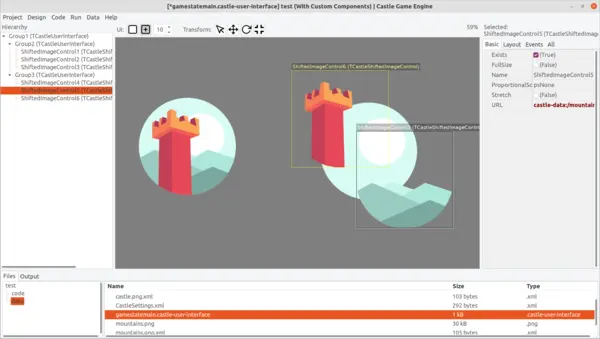 [*gamestatemain.castle-user-interface] test (With Custom Components) | Castle Game Engine
Project Code Run Data Help
UI: 10 Transform: 59%
Hierarchy
Group1 (TCastleUserInterface)
Group2 (TCastleUserInterface)
ShiftedImageControl1 (TCastleShif
ShiftedImageControl2 (TCastleShif
ShiftedImageControl3 (TCastleShif
Group3 (TCastleUserInterface)
ShiftedImageControl4 (TCastleShif
ShiftedImageControl5 (TCastleShif
ShiftedImageControl6 (TCastleShif
ShiftedImageControl6 (TCastleShiftedImageControl)
ShiftedImageControl5 (TCastleShiftedImageContro
Selected:
ShiftedImageControl5 (TCastleShiftedI
Basic Layout Events All
Exists (True)
FullSize (False)
Name ShiftedImageControl5
ProportionalSc psNone
Stretch (False)
URL castle-data:/mountain
Files Output
test
code
data
Name Size Type
castle.png.xml 103 bytes .xml
CastleSettings.xml 292 bytes .xml
gamestatemain.castle-user-interface 1 kB .castle-user-interface
mountains.png 30 kB .png
mountains.png.xml 105 bytes .xml